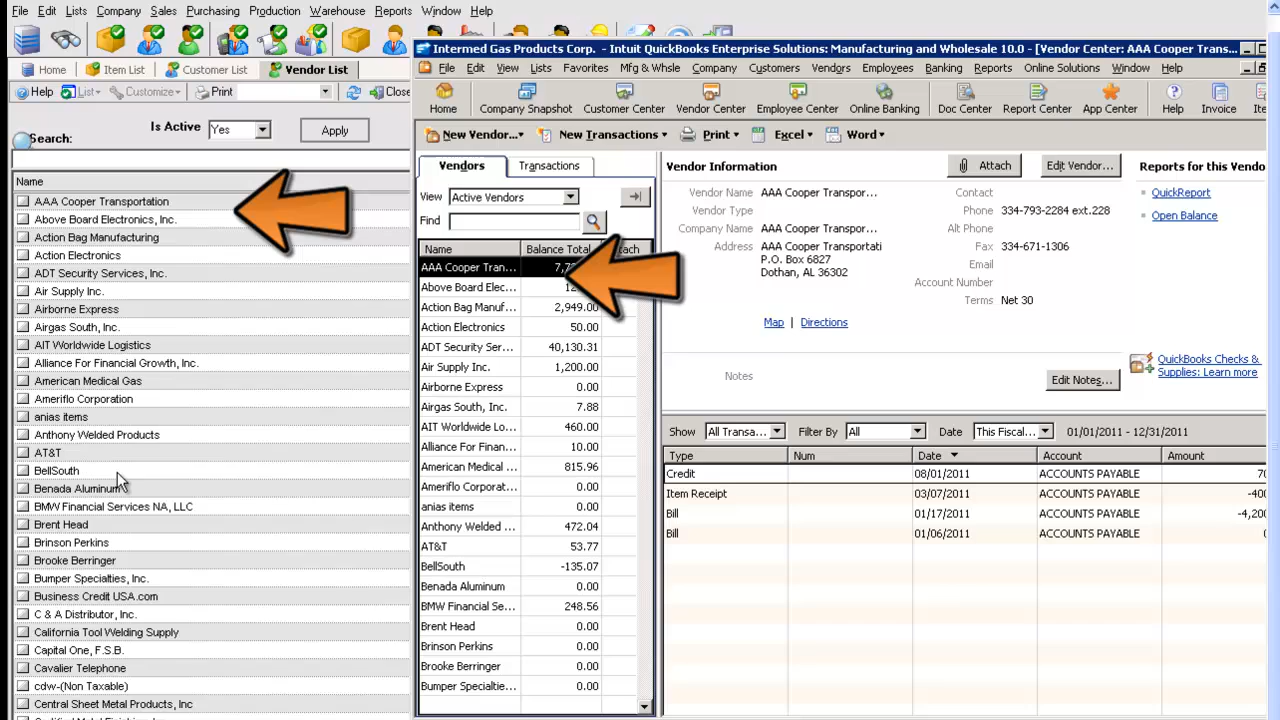 File Edit Lists Company Sales Purchasing Production Warehouse Reports Window Help
Home Item List Customer List Vendor List
Help List Customize Print Close
Is Active Yes Apply
Search:
Name
AAA Cooper Transportation
Above Board Electronics, Inc.
Action Bag Manufacturing
Action Electronics
ADT Security Services, Inc.
Air Supply Inc.
Airborne Express
Airgas South, Inc.
AIT Worldwide Logistics
Alliance For Financial Growth, Inc.
American Medical Gas
Ameriflo Corporation
anias items
Anthony Welded Products
AT&T
BellSouth
Benada Aluminum
BMW Financial Services NA, LLC
Brent Head
Brinson Perkins
Brooke Berringer
Bumper Specialties, Inc.
Business Credit USA.com
C & A Distributor, Inc.
California Tool Welding Supply
Capital One, F.S.B.
Cavalier Telephone
cdw-(Non Taxable)
Central Sheet Metal Products, Inc
Intermed Gas Products Corp. - Intuit QuickBooks Enterprise Solutions: Manufacturing and Wholesale 10.0 - [Vendor Center: AAA Cooper Trans...
File Edit View Lists Favorites Mfg & Whsle Company Customers Vendors Employees Banking Reports Online Solutions Window Help
Home Company Snapshot Customer Center Vendor Center Employee Center Online Banking Doc Center Report Center App Center Help Invoice
New Vendor... New Transactions Print Excel Word
Vendors Transactions
View Active Vendors
Find
Name Balance Total
AAA Cooper Tran...
Above Board Elec...
Action Bag Manuf... 2,949.00
Action Electronics 50.00
ADT Security Ser... 40,130.31
Air Supply Inc. 1,200.00
Airborne Express 0.00
Airgas South, Inc. 7.88
AIT Worldwide Lo... 460.00
Alliance For Finan... 10.00
American Medical ... 815.96
Ameriflo Corporat... 0.00
anias items 0.00
Anthony Welded ... 472.04
AT&T 53.77
BellSouth -135.07
Benada Aluminum 0.00
BMW Financial Se... 248.56
Brent Head 0.00
Brinson Perkins 0.00
Brooke Berringer 0.00
Bumper Specialtie... 0.00
Vendor Information Attach Edit Vendor... Reports for this Vendo
Vendor Name AAA Cooper Transpor... Contact QuickReport
Vendor Type Phone 334-793-2284 ext.228 Open Balance
Company Name AAA Cooper Transpor... Alt Phone
Address AAA Cooper Transportati Fax 334-671-1306
P.O. Box 6827 Email
Dothan, AL 36302 Account Number
Terms Net 30
Map | Directions
QuickBooks Checks &
Supplies: Learn more
Notes Edit Notes...
Show All Transa... Filter By All Date This Fiscal... 01/01/2011 - 12/31/2011
Type Num Date Account Amount
Credit 08/01/2011 ACCOUNTS PAYABLE 70
Item Receipt 03/07/2011 ACCOUNTS PAYABLE -400
Bill 01/17/2011 ACCOUNTS PAYABLE -4,200
Bill 01/06/2011 ACCOUNTS PAYABLE